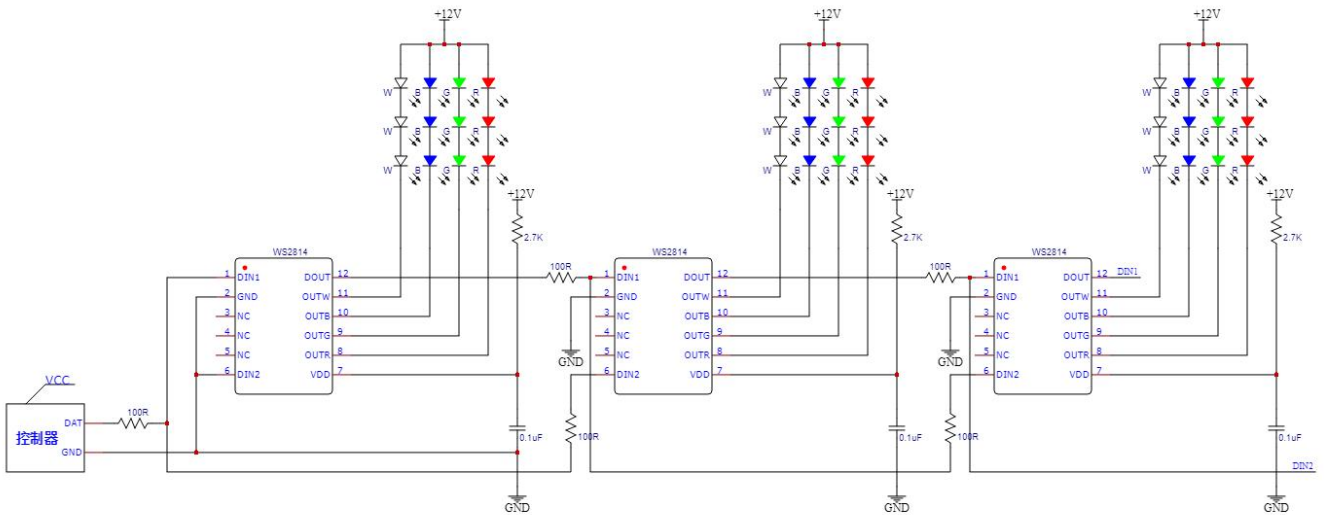 +12V +12V +12V
W B G R W B G R W B G R
W B G R W B G R W B G R
W B G R W B G R W B G R
+12V +12V +12V
2.7K 2.7K 2.7K
WS2814 WS2814 WS2814
100R 100R
1 DIN1 DOUT 12 1 DIN1 DOUT 12 1 DIN1 DOUT 12 DIN1
2 GND OUTW 11 2 GND OUTW 11 2 GND OUTW 11
3 NC OUTB 10 3 NC OUTB 10 3 NC OUTB 10
4 NC OUTG 9 4 NC OUTG 9 4 NC OUTG 9
5 NC OUTR 8 5 NC OUTR 8 5 NC OUTR 8
GND GND
6 DIN2 VDD 7 6 DIN2 VDD 7 6 DIN2 VDD 7
VCC
100R
DAT
控制器
GND
0.1uF 100R 0.1uF 100R 0.1uF
DIN2
GND GND GND